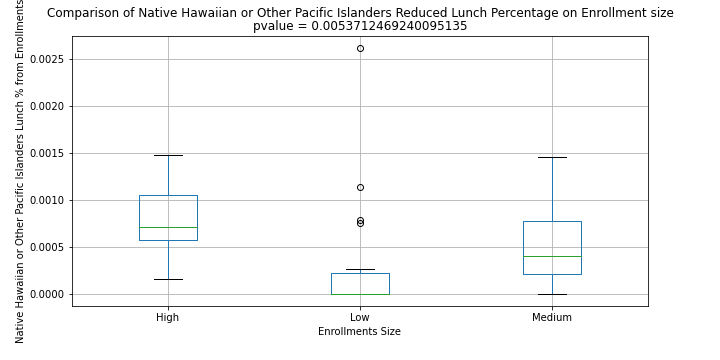 Comparison of Native Hawaiian or Other Pacific Islanders Reduced Lunch Percentage on Enrollment size
pvalue = 0.0053712469240095135
Native Hawaiian or Other Pacific Islanders Lunch % from Enrollments
0.0025
0.0020
0.0015
0.0010
0.0005
0.0000
High
Low
Medium
Enrollments Size